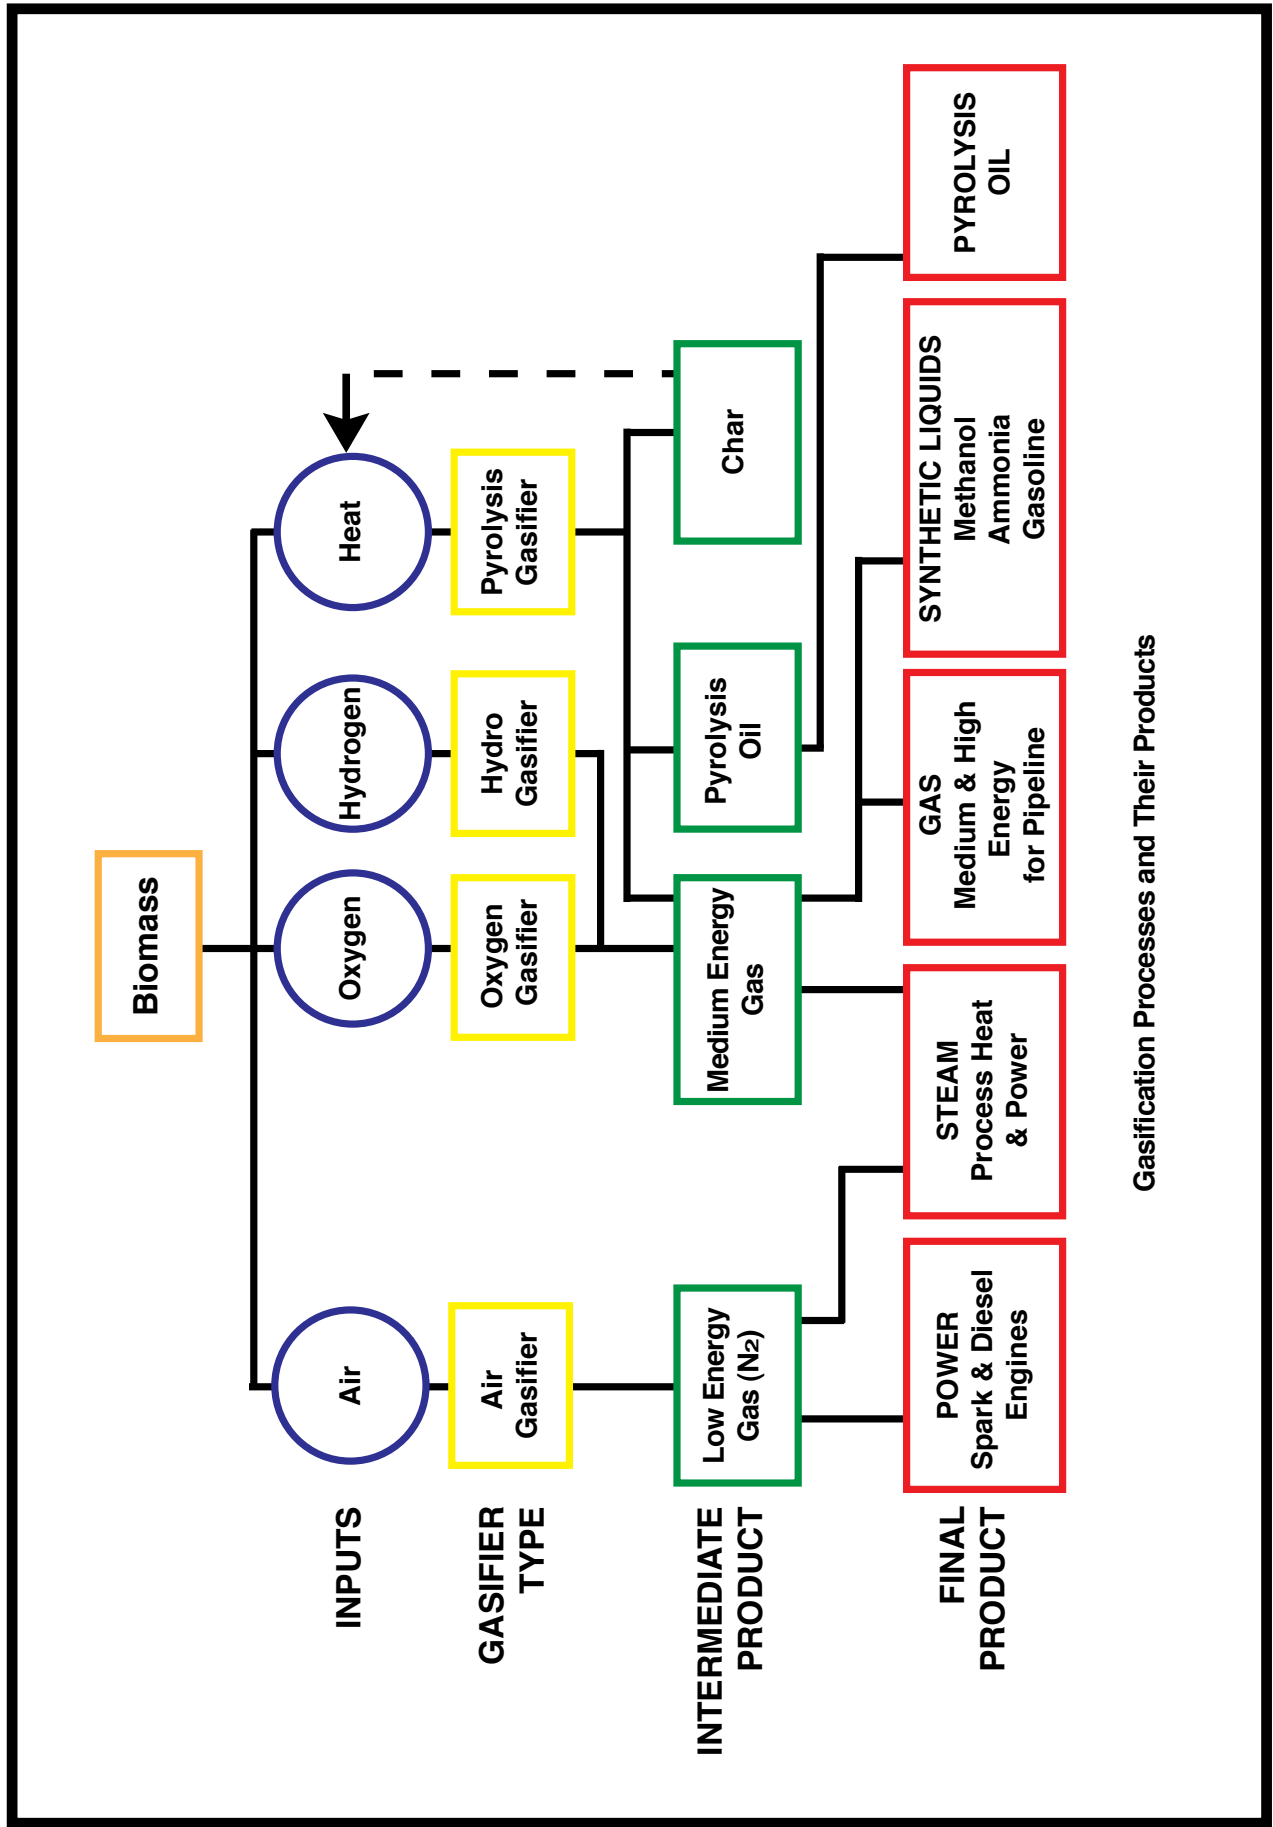 Biomass
INPUTS
Air
Oxygen
Hydrogen
Heat
GASIFIER
TYPE
Air
Gasifier
Oxygen
Gasifier
Hydro
Gasifier
Pyrolysis
Gasifier
INTERMEDIATE
PRODUCT
Low Energy
Gas (N2)
Medium Energy
Gas
Pyrolysis
Oil
Char
FINAL
PRODUCT
POWER
Spark & Diesel
Engines
STEAM
Process Heat
& Power
GAS
Medium & High
Energy
for Pipeline
SYNTHETIC LIQUIDS
Methanol
Ammonia
Gasoline
PYROLYSIS
OIL
Gasification Processes and Their Products